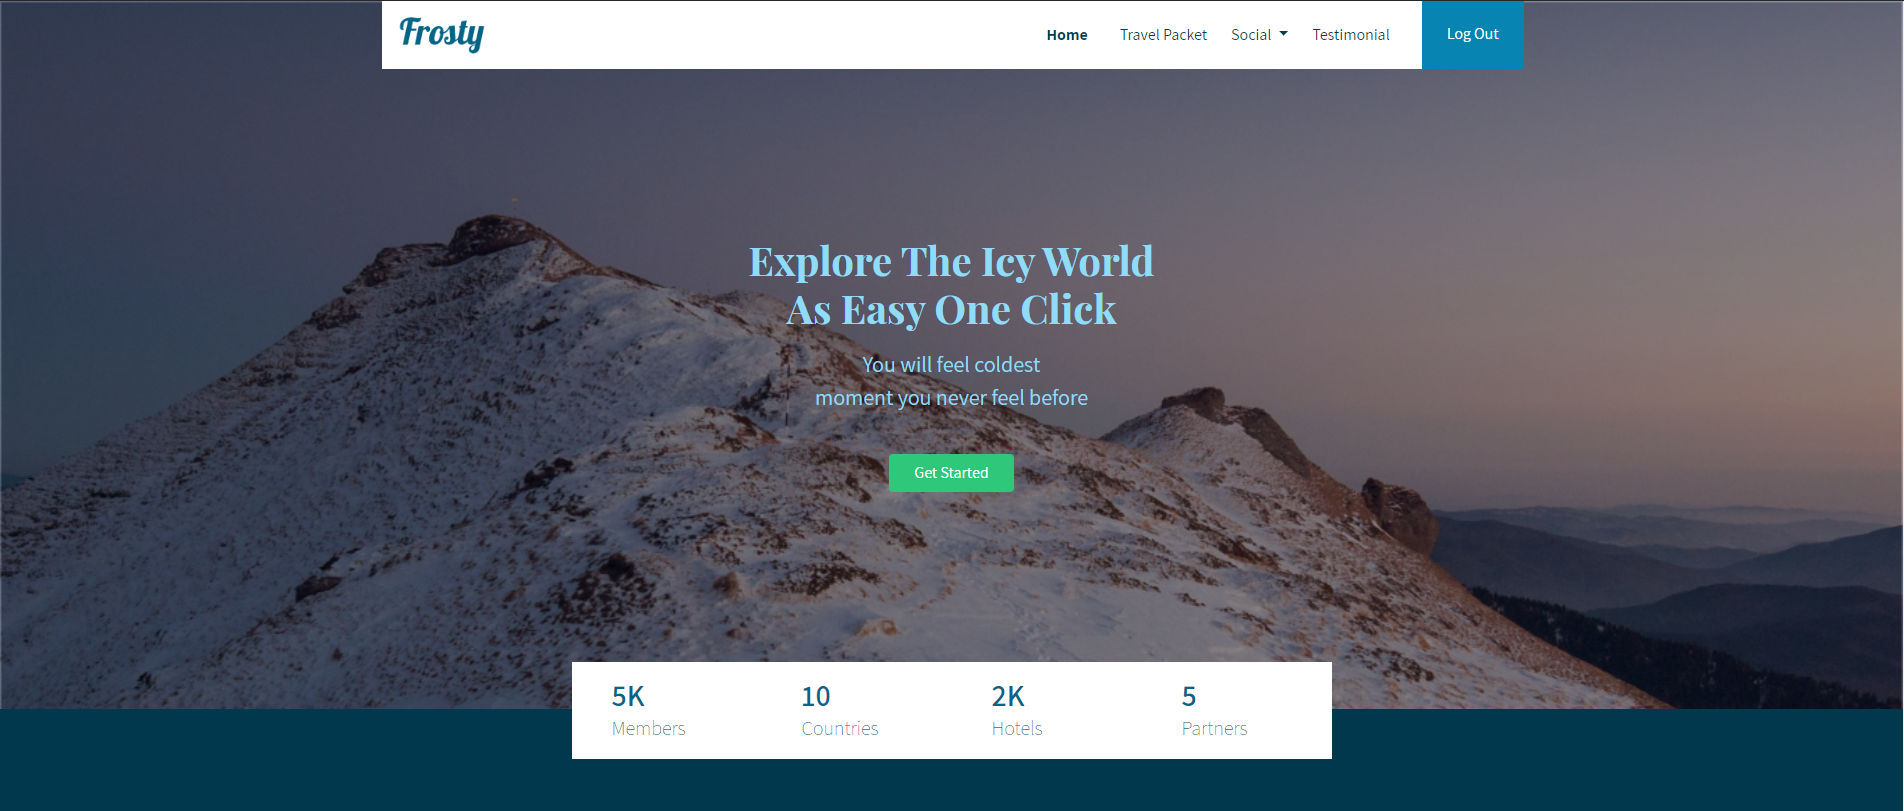 Frosty
Home Travel Packet Social Testimonial Log Out
Explore The Icy World
As Easy One Click
You will feel coldest
moment you never feel before
Get Started
5K 10 2K 5
Members Countries Hotels Partners